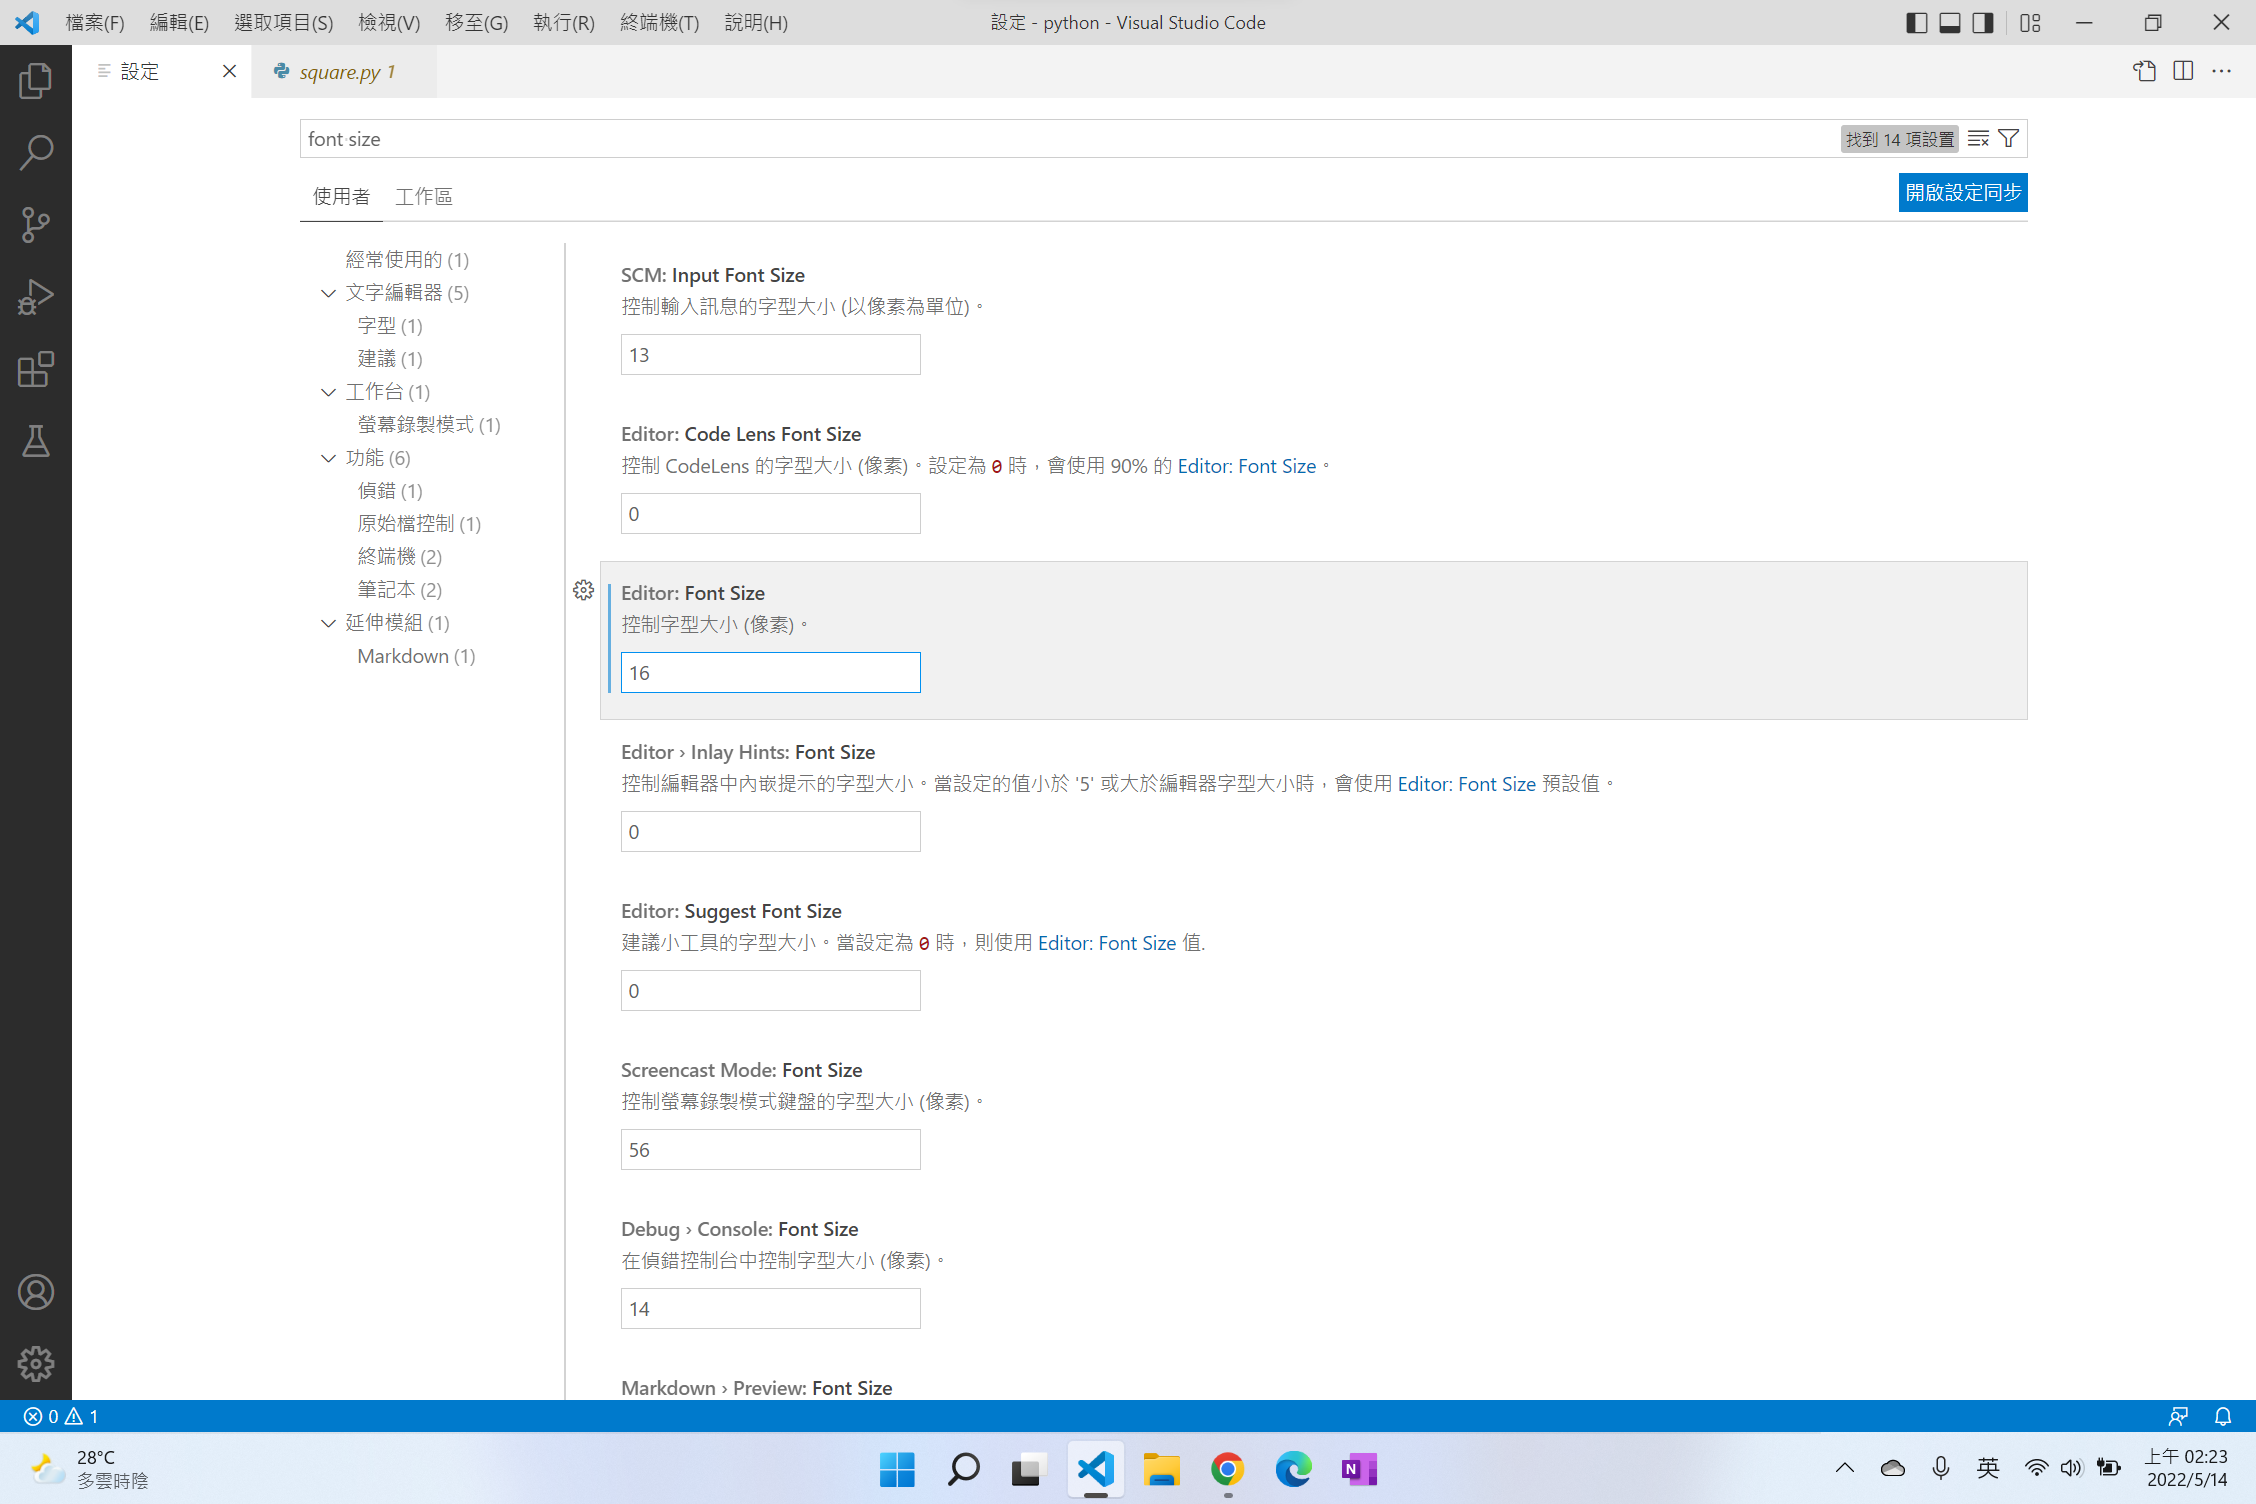 檔案(F) 編輯(E) 選取項目(S) 檢視(V) 移至(G) 執行(R) 終端機(T) 說明(H) 設定 - python - Visual Studio Code
設定 square.py 1
font size 找到 14 項設置
使用者 工作區 開啟設定同步
經常使用的 (1)
文字編輯器 (5)
字型 (1)
建議 (1)
工作台 (1)
螢幕錄製模式 (1)
功能 (6)
偵錯 (1)
原始檔控制 (1)
終端機 (2)
筆記本 (2)
延伸模組 (1)
Markdown (1)
SCM: Input Font Size
控制輸入訊息的字型大小 (以像素為單位)。
13
Editor: Code Lens Font Size
控制 CodeLens 的字型大小 (像素)。設定為 0 時，會使用 90% 的 Editor: Font Size。
0
Editor: Font Size
控制字型大小 (像素)。
16
Editor › Inlay Hints: Font Size
控制編輯器中內嵌提示的字型大小。當設定的值小於 '5' 或大於編輯器字型大小時，會使用 Editor: Font Size 預設值。
0
Editor: Suggest Font Size
建議小工具的字型大小。當設定為 0 時，則使用 Editor: Font Size 值.
0
Screencast Mode: Font Size
控制螢幕錄製模式鍵盤的字型大小 (像素)。
56
Debug › Console: Font Size
在偵錯控制台中控制字型大小 (像素)。
14
Markdown › Preview: Font Size
0 1
28°C
多雲時陰
N
英
上午 02:23
2022/5/14